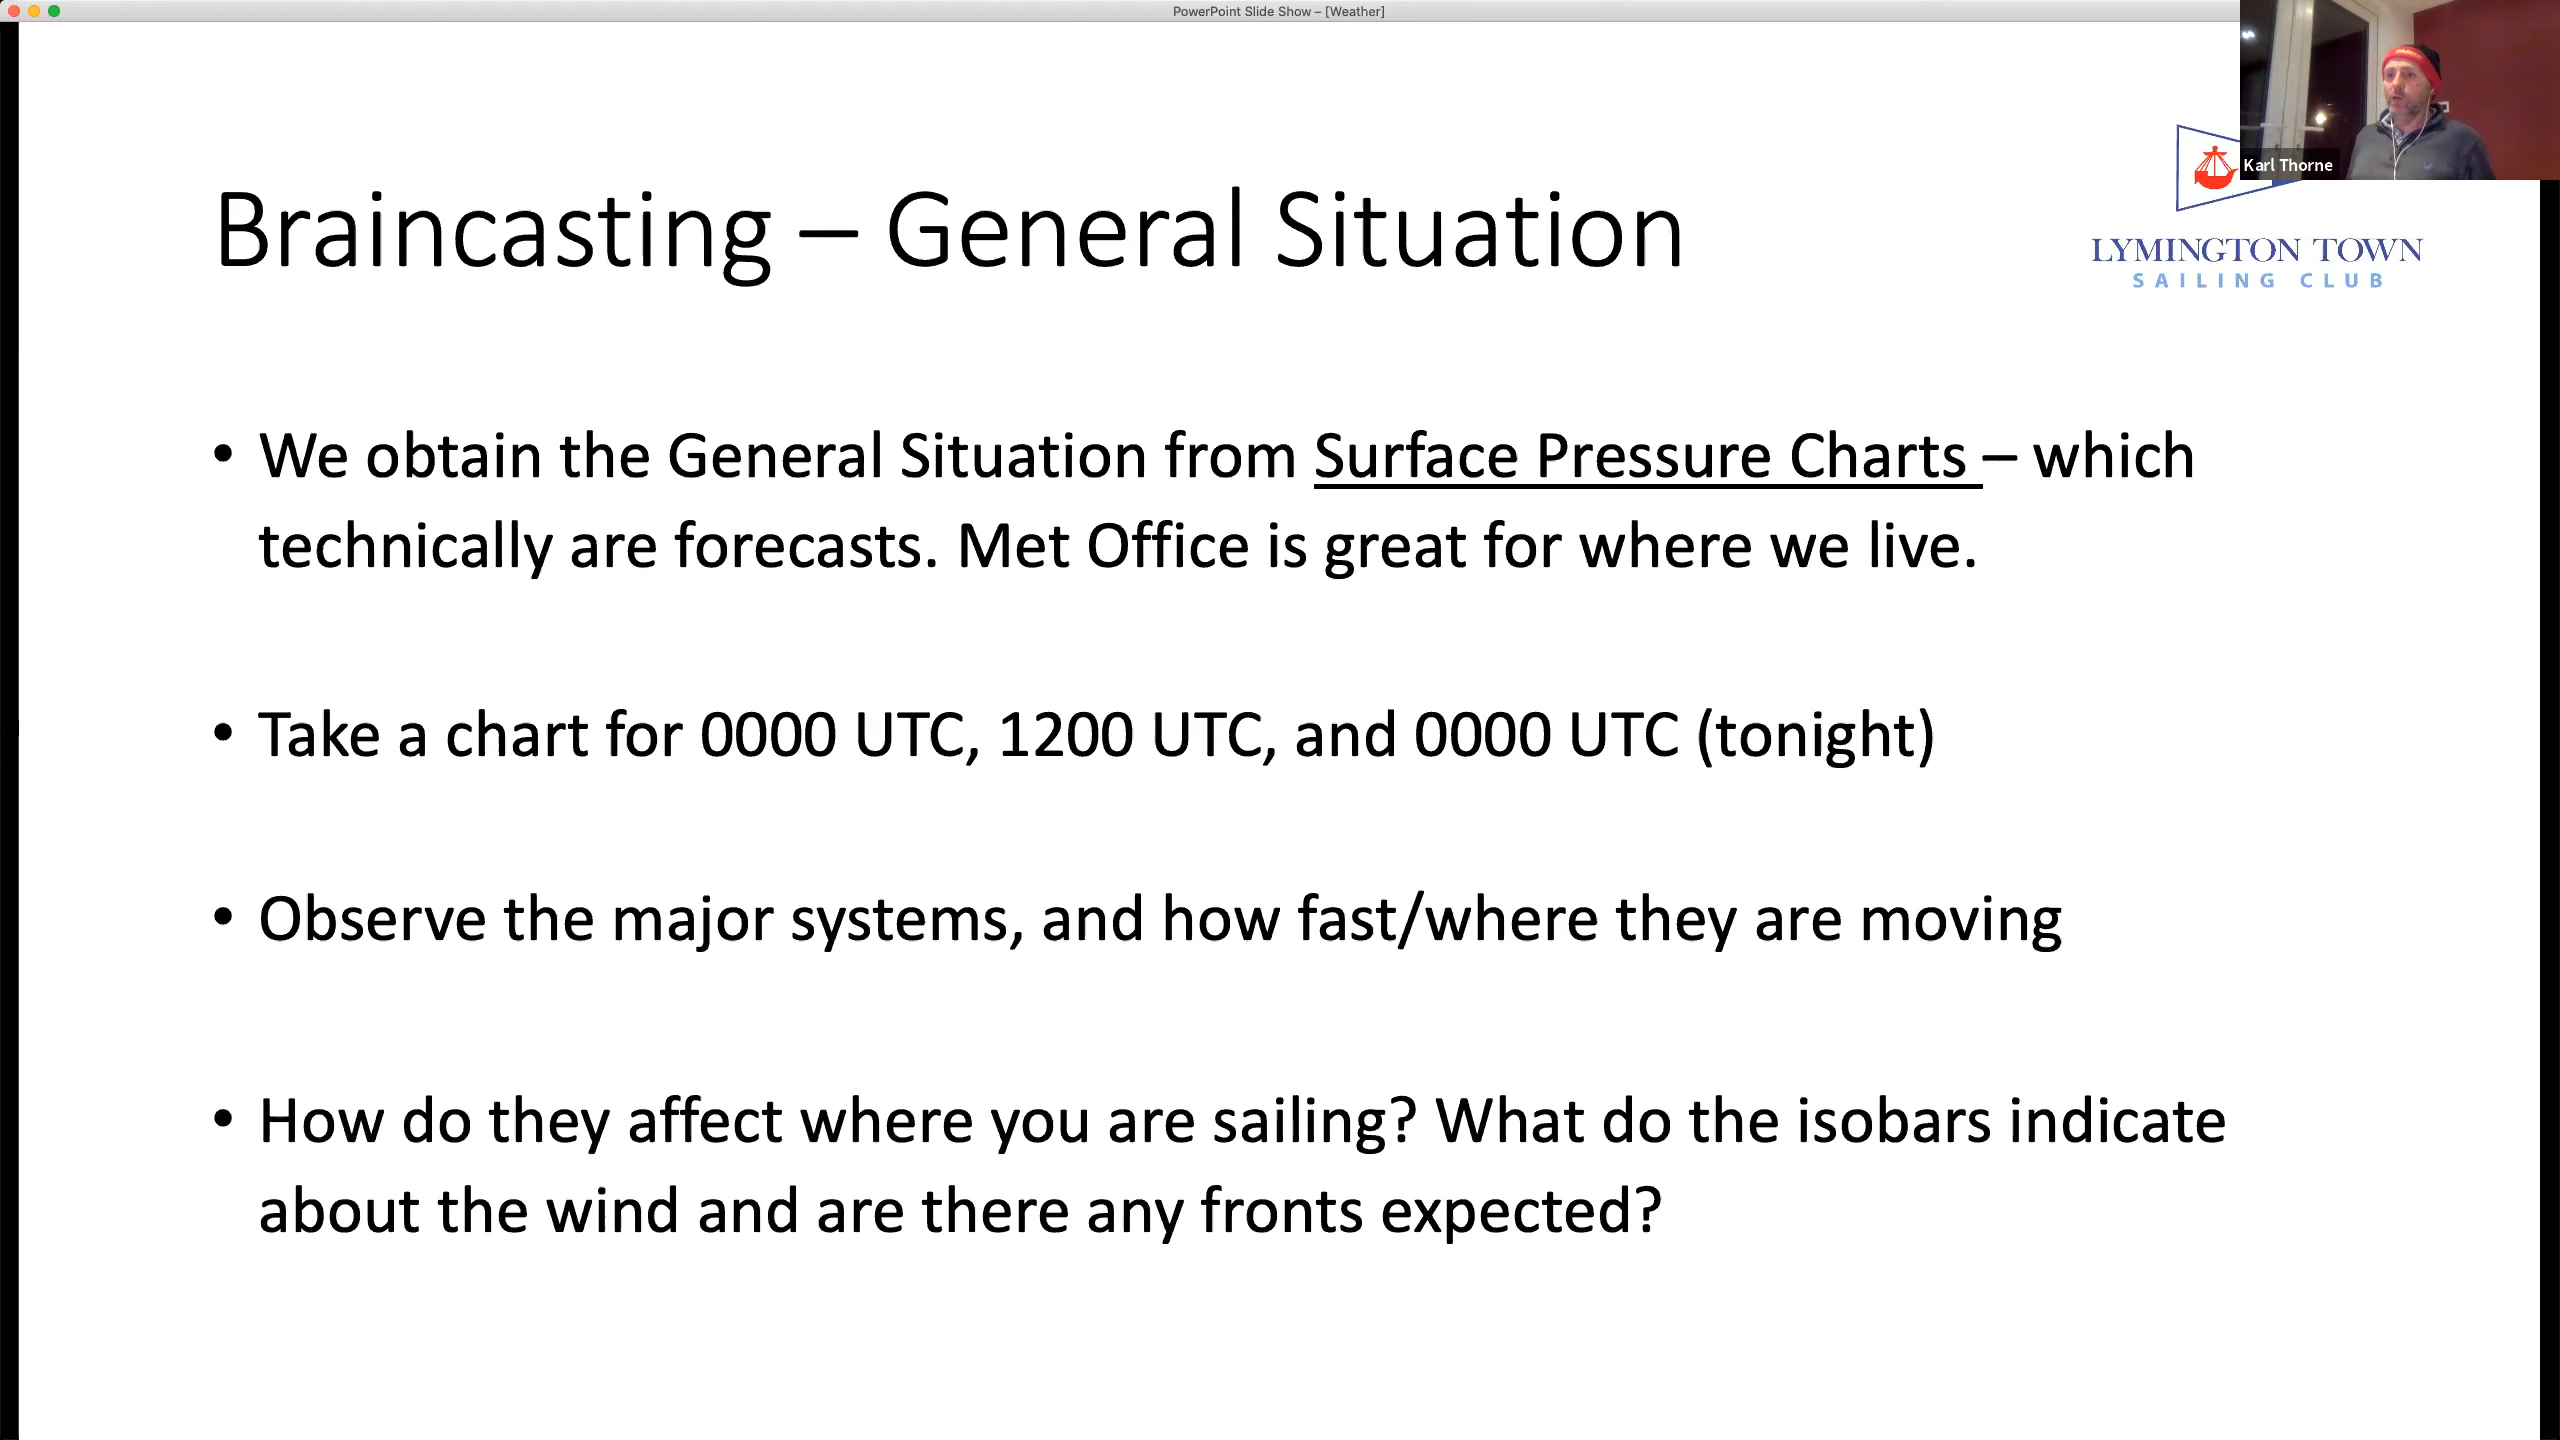 PowerPoint Slide Show – [Weather]
Karl Thorne
LYMINGTON TOWN
SAILING CLUB
Braincasting – General Situation
• We obtain the General Situation from Surface Pressure Charts – which
technically are forecasts. Met Office is great for where we live.
• Take a chart for 0000 UTC, 1200 UTC, and 0000 UTC (tonight)
• Observe the major systems, and how fast/where they are moving
• How do they affect where you are sailing? What do the isobars indicate
about the wind and are there any fronts expected?